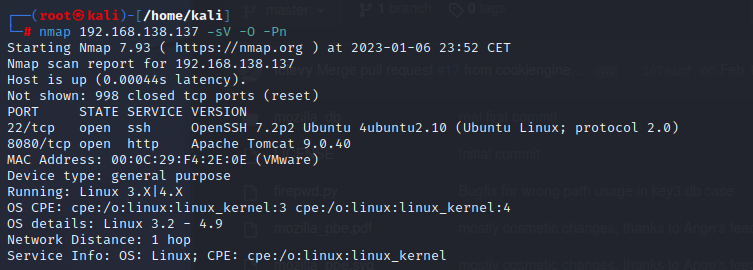 master 1 branch 0 tags
┌──(root㉿kali)-[/home/kali]
└─# nmap 192.168.138.137 -sV -O -Pn
Starting Nmap 7.93 ( https://nmap.org ) at 2023-01-06 23:52 CET
Nmap scan report for 192.168.138.137
Host is up (0.00044s latency).
Not shown: 998 closed tcp ports (reset)
PORT     STATE SERVICE VERSION
22/tcp   open  ssh     OpenSSH 7.2p2 Ubuntu 4ubuntu2.10 (Ubuntu Linux; protocol 2.0)
8080/tcp open  http    Apache Tomcat 9.0.40
MAC Address: 00:0C:29:F4:2E:0E (VMware)
Device type: general purpose
Running: Linux 3.X|4.X
OS CPE: cpe:/o:linux:linux_kernel:3 cpe:/o:linux:linux_kernel:4
OS details: Linux 3.2 - 4.9
Network Distance: 1 hop
Service Info: OS: Linux; CPE: cpe:/o:linux:linux_kernel